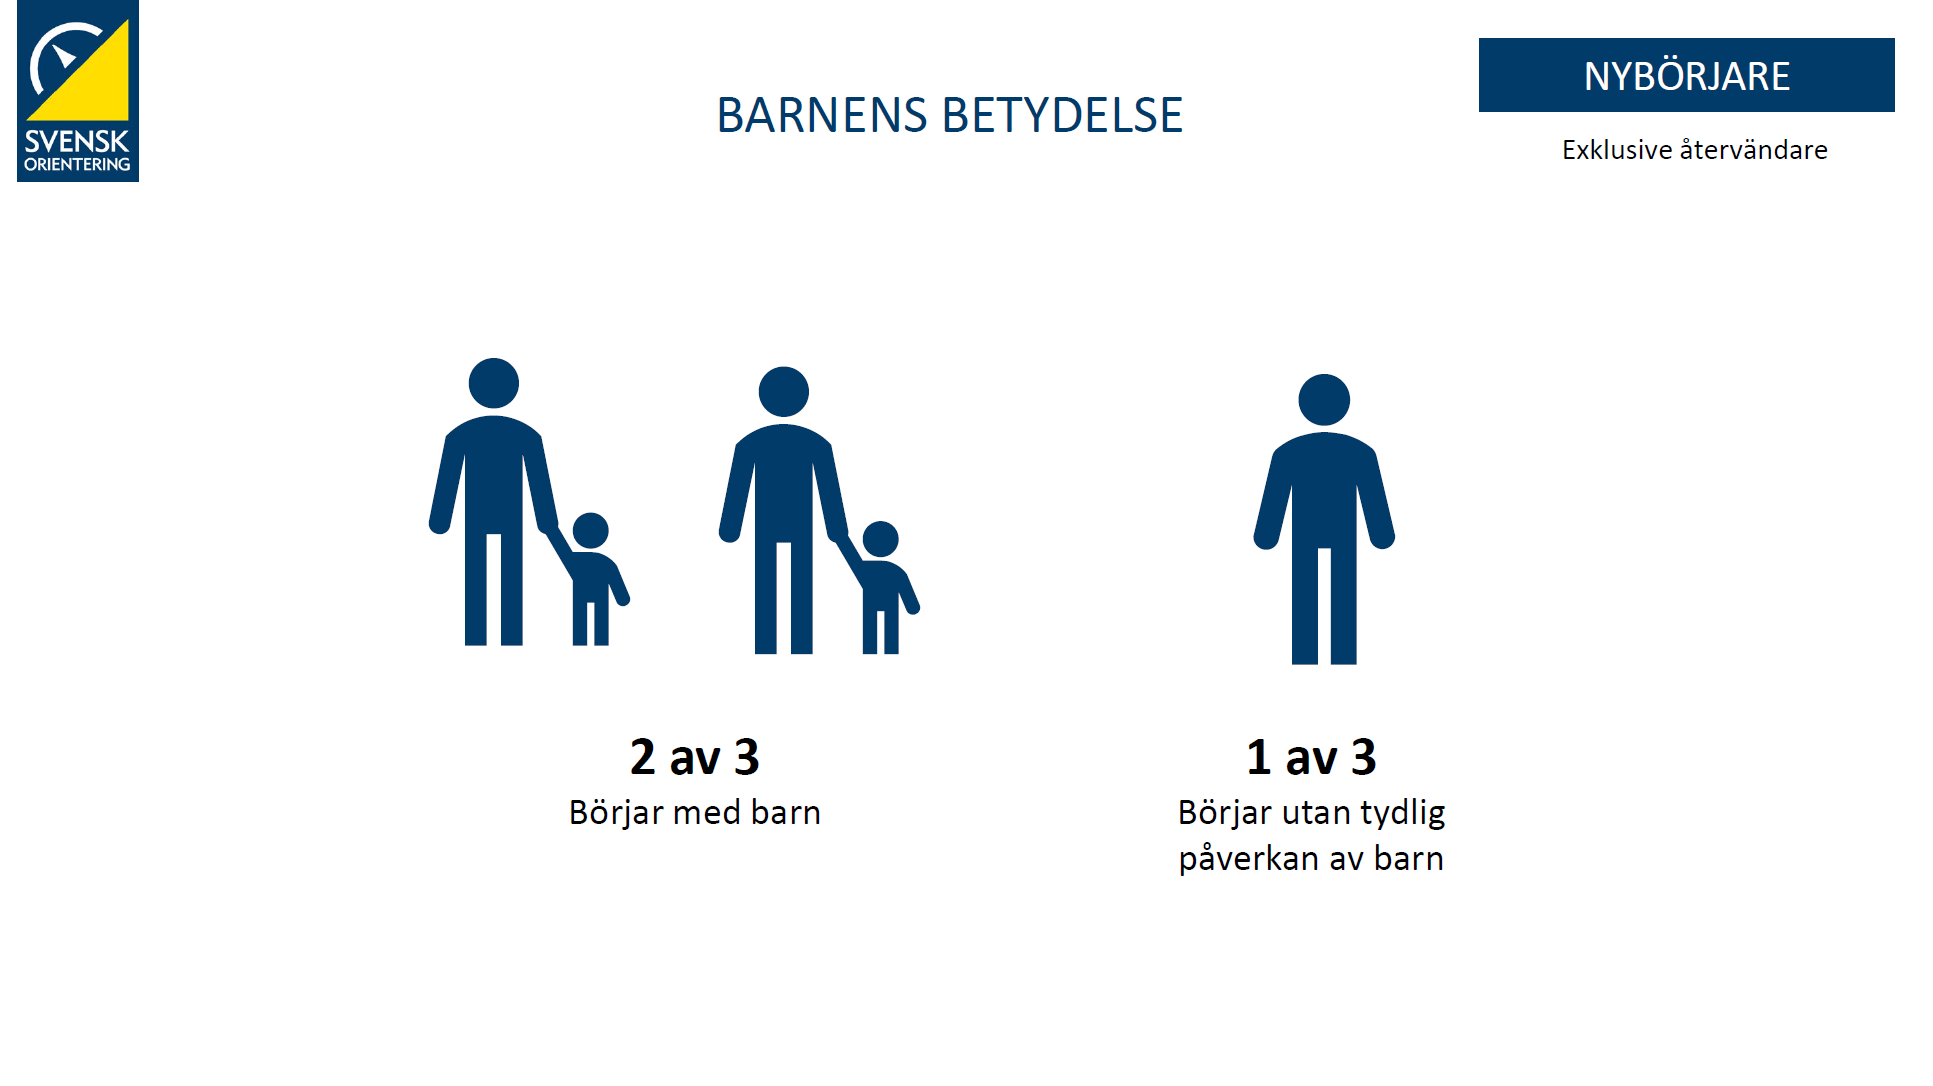 SVENSK
ORIENTERING
BARNENS BETYDELSE
NYBÖRJARE
Exklusive återvändare
2 av 3
Börjar med barn
1 av 3
Börjar utan tydlig
påverkan av barn